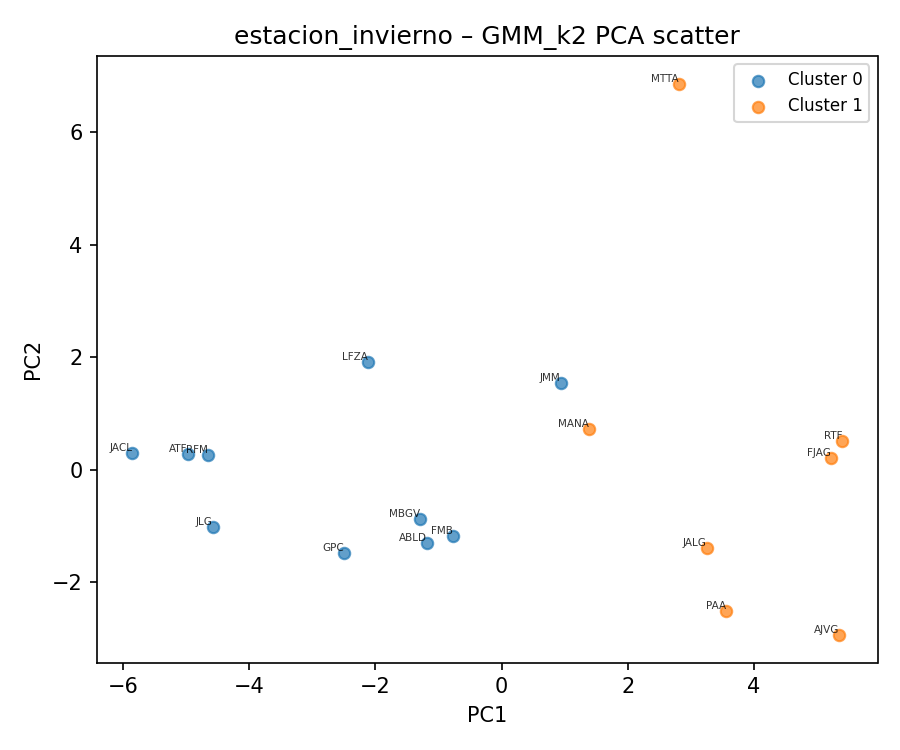 estacion_invierno – GMM_k2 PCA scatter
Cluster 0
Cluster 1
MTTA
LFZA
JMM
MANA
RTF
FJAG
JACL
RFM
JLG
MBGV
FMB
ABLD
GPC
JALG
PAA
AJVG
6
4
2
0
−2
PC2
−6 −4 −2 0 2 4
PC1